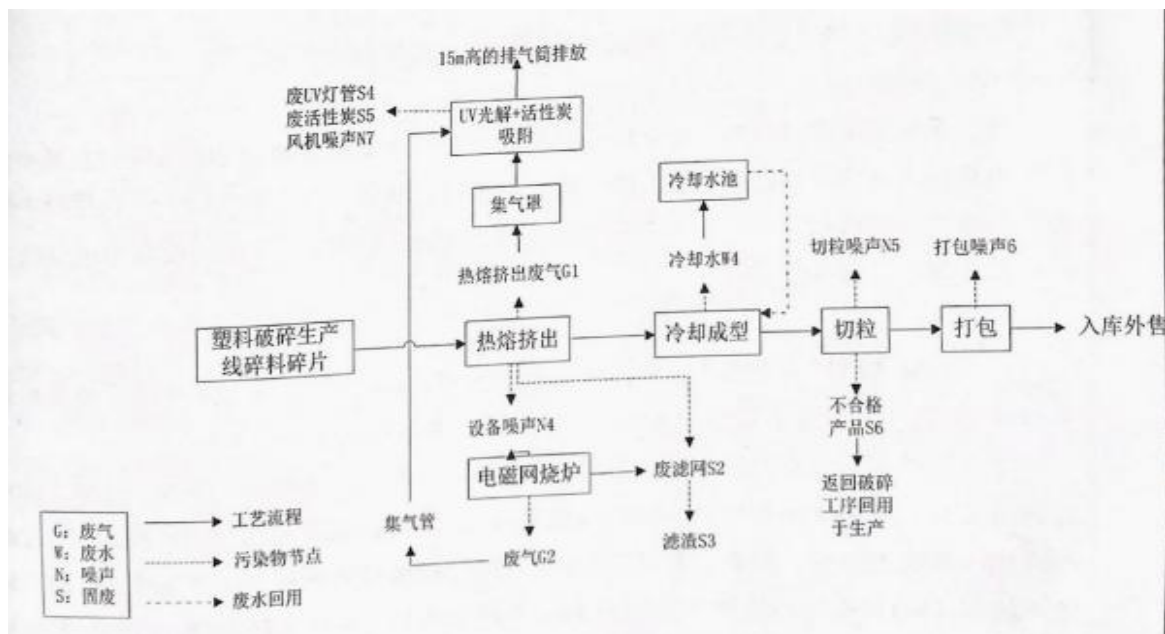 15m高的排气筒排放
废UV灯管S4
废活性炭S5
风机噪声N7
UV光解+活性炭
吸附
集气罩
热熔挤出废气G1
冷却水池
冷却水W4
切粒噪声N5
打包噪声6
塑料破碎生产
线碎料碎片
热熔挤出
冷却成型
切粒
打包
入库外售
设备噪声N4
不合格
产品S6
电磁网烧炉
废滤网S2
返回破碎
工序回用
于生产
集气管
废气G2
滤渣S3
G: 废气
W: 废水
N: 噪声
S: 固废
工艺流程
污染物节点
废水回用